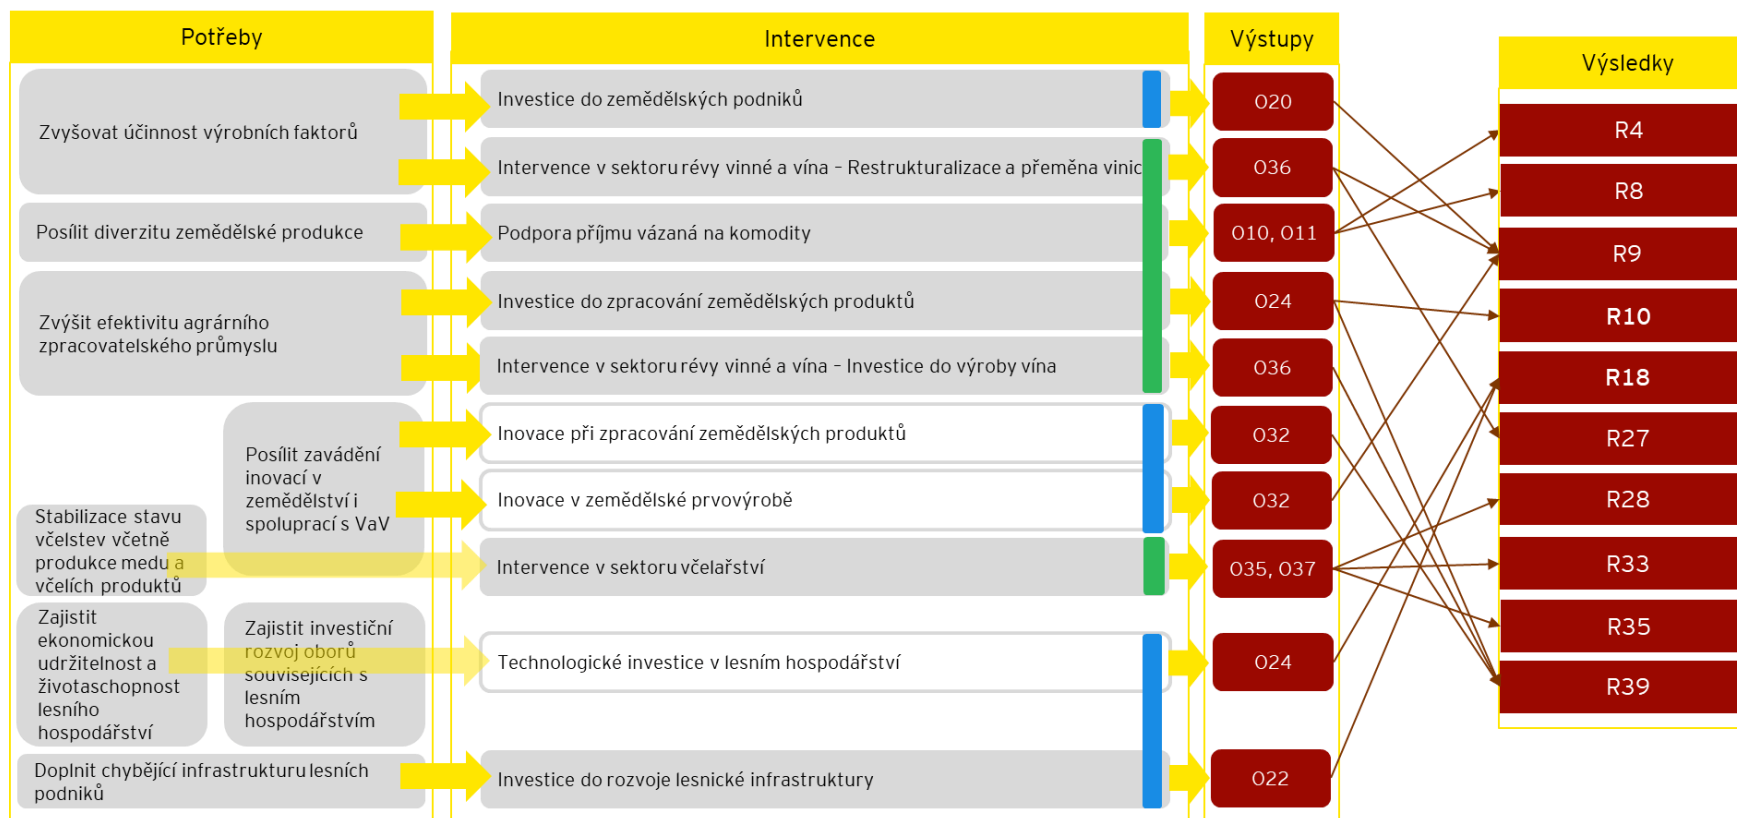 Potřeby
Intervence
Výstupy
Výsledky
Zvyšovat účinnost výrobních faktorů
Posílit diverzitu zemědělské produkce
Zvýšit efektivitu agrárního
zpracovatelského průmyslu
Posílit zavádění
inovací v
zemědělství i
spoluprací s VaV
Stabilizace stavu
včelstev včetně
produkce medu a
včelích produktů
Zajistit
ekonomickou
udržitelnost a
životaschopnost
lesního
hospodářství
Zajistit investiční
rozvoj oborů
souvisejících s
lesním
hospodářstvím
Doplnit chybějící infrastrukturu lesních
podniků
Investice do zemědělských podniků
Intervence v sektoru révy vinné a vína – Restrukturalizace a přeměna vinic
Podpora příjmu vázaná na komodity
Investice do zpracování zemědělských produktů
Intervence v sektoru révy vinné a vína – Investice do výroby vína
Inovace při zpracování zemědělských produktů
Inovace v zemědělské prvovýrobě
Intervence v sektoru včelařství
Technologické investice v lesním hospodářství
Investice do rozvoje lesnické infrastruktury
O20
O36
O10, O11
O24
O36
O32
O32
O35, O37
O24
O22
R4
R8
R9
R10
R18
R27
R28
R33
R35
R39